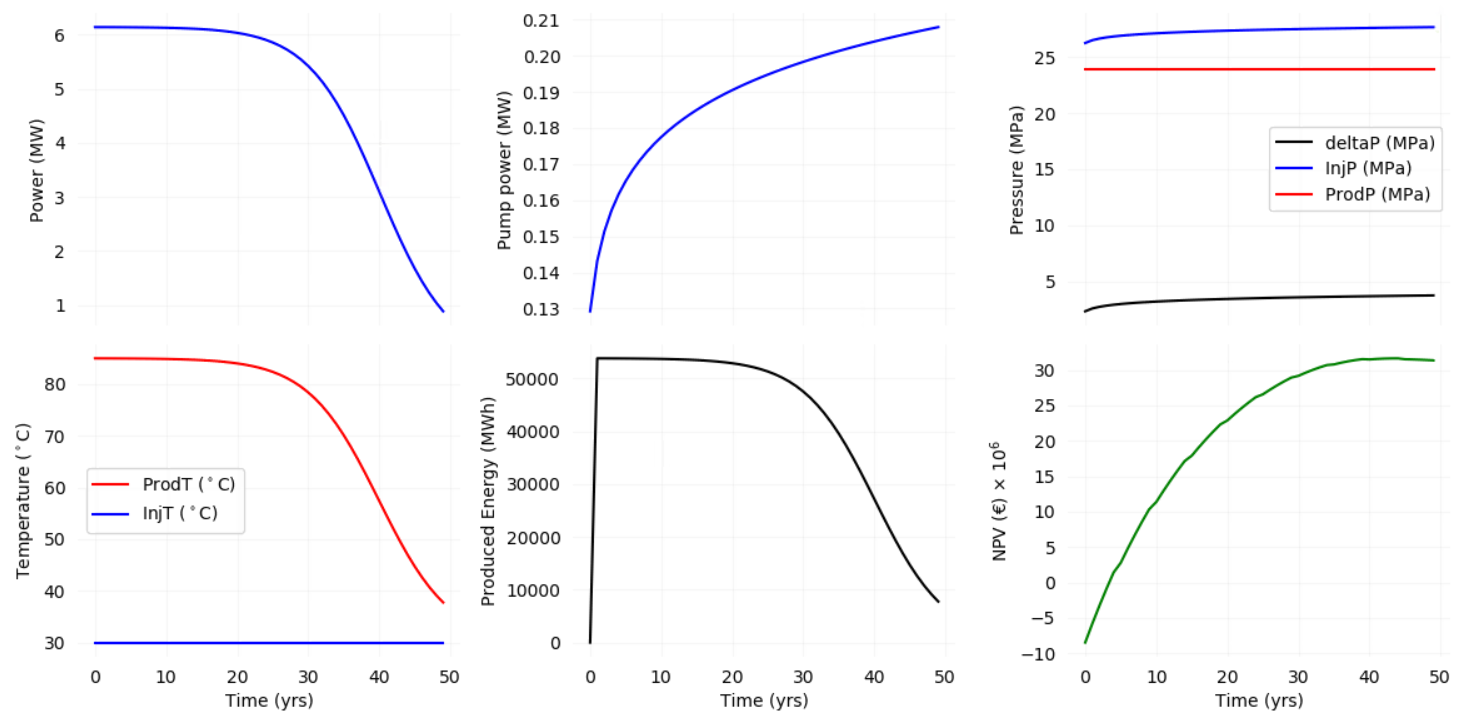 Power (MW)
6
5
4
3
2
1
Pump power (MW)
0.21
0.20
0.19
0.18
0.17
0.16
0.15
0.14
0.13
Pressure (MPa)
25
20
15
10
5
deltaP (MPa)
InjP (MPa)
ProdP (MPa)
Temperature (°C)
80
70
60
50
40
30
ProdT (°C)
InjT (°C)
0 10 20 30 40 50
Time (yrs)
Produced Energy (MWh)
50000
40000
30000
20000
10000
0
0 10 20 30 40 50
Time (yrs)
NPV (€) × 10⁶
30
25
20
15
10
5
0
−5
−10
0 10 20 30 40 50
Time (yrs)